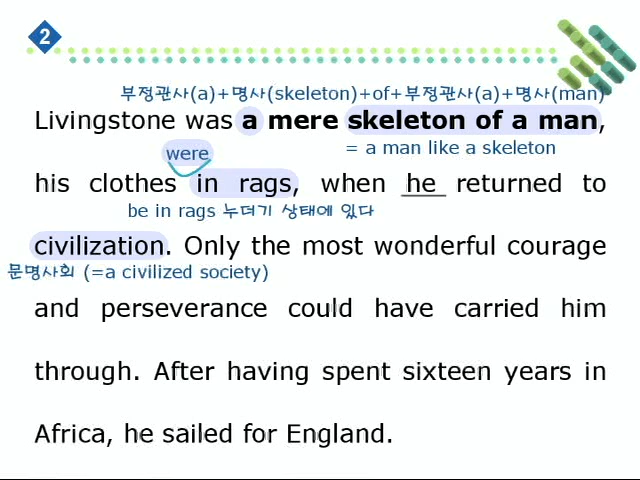 2
부정관사(a)+명사(skeleton)+of+부정관사(a)+명사(man)
Livingstone was a mere skeleton of a man,
were
= a man like a skeleton
his clothes in rags, when he returned to
be in rags 누더기 상태에 있다
civilization. Only the most wonderful courage
문명사회 (=a civilized society)
and perseverance could have carried him
through. After having spent sixteen years in
Africa, he sailed for England.